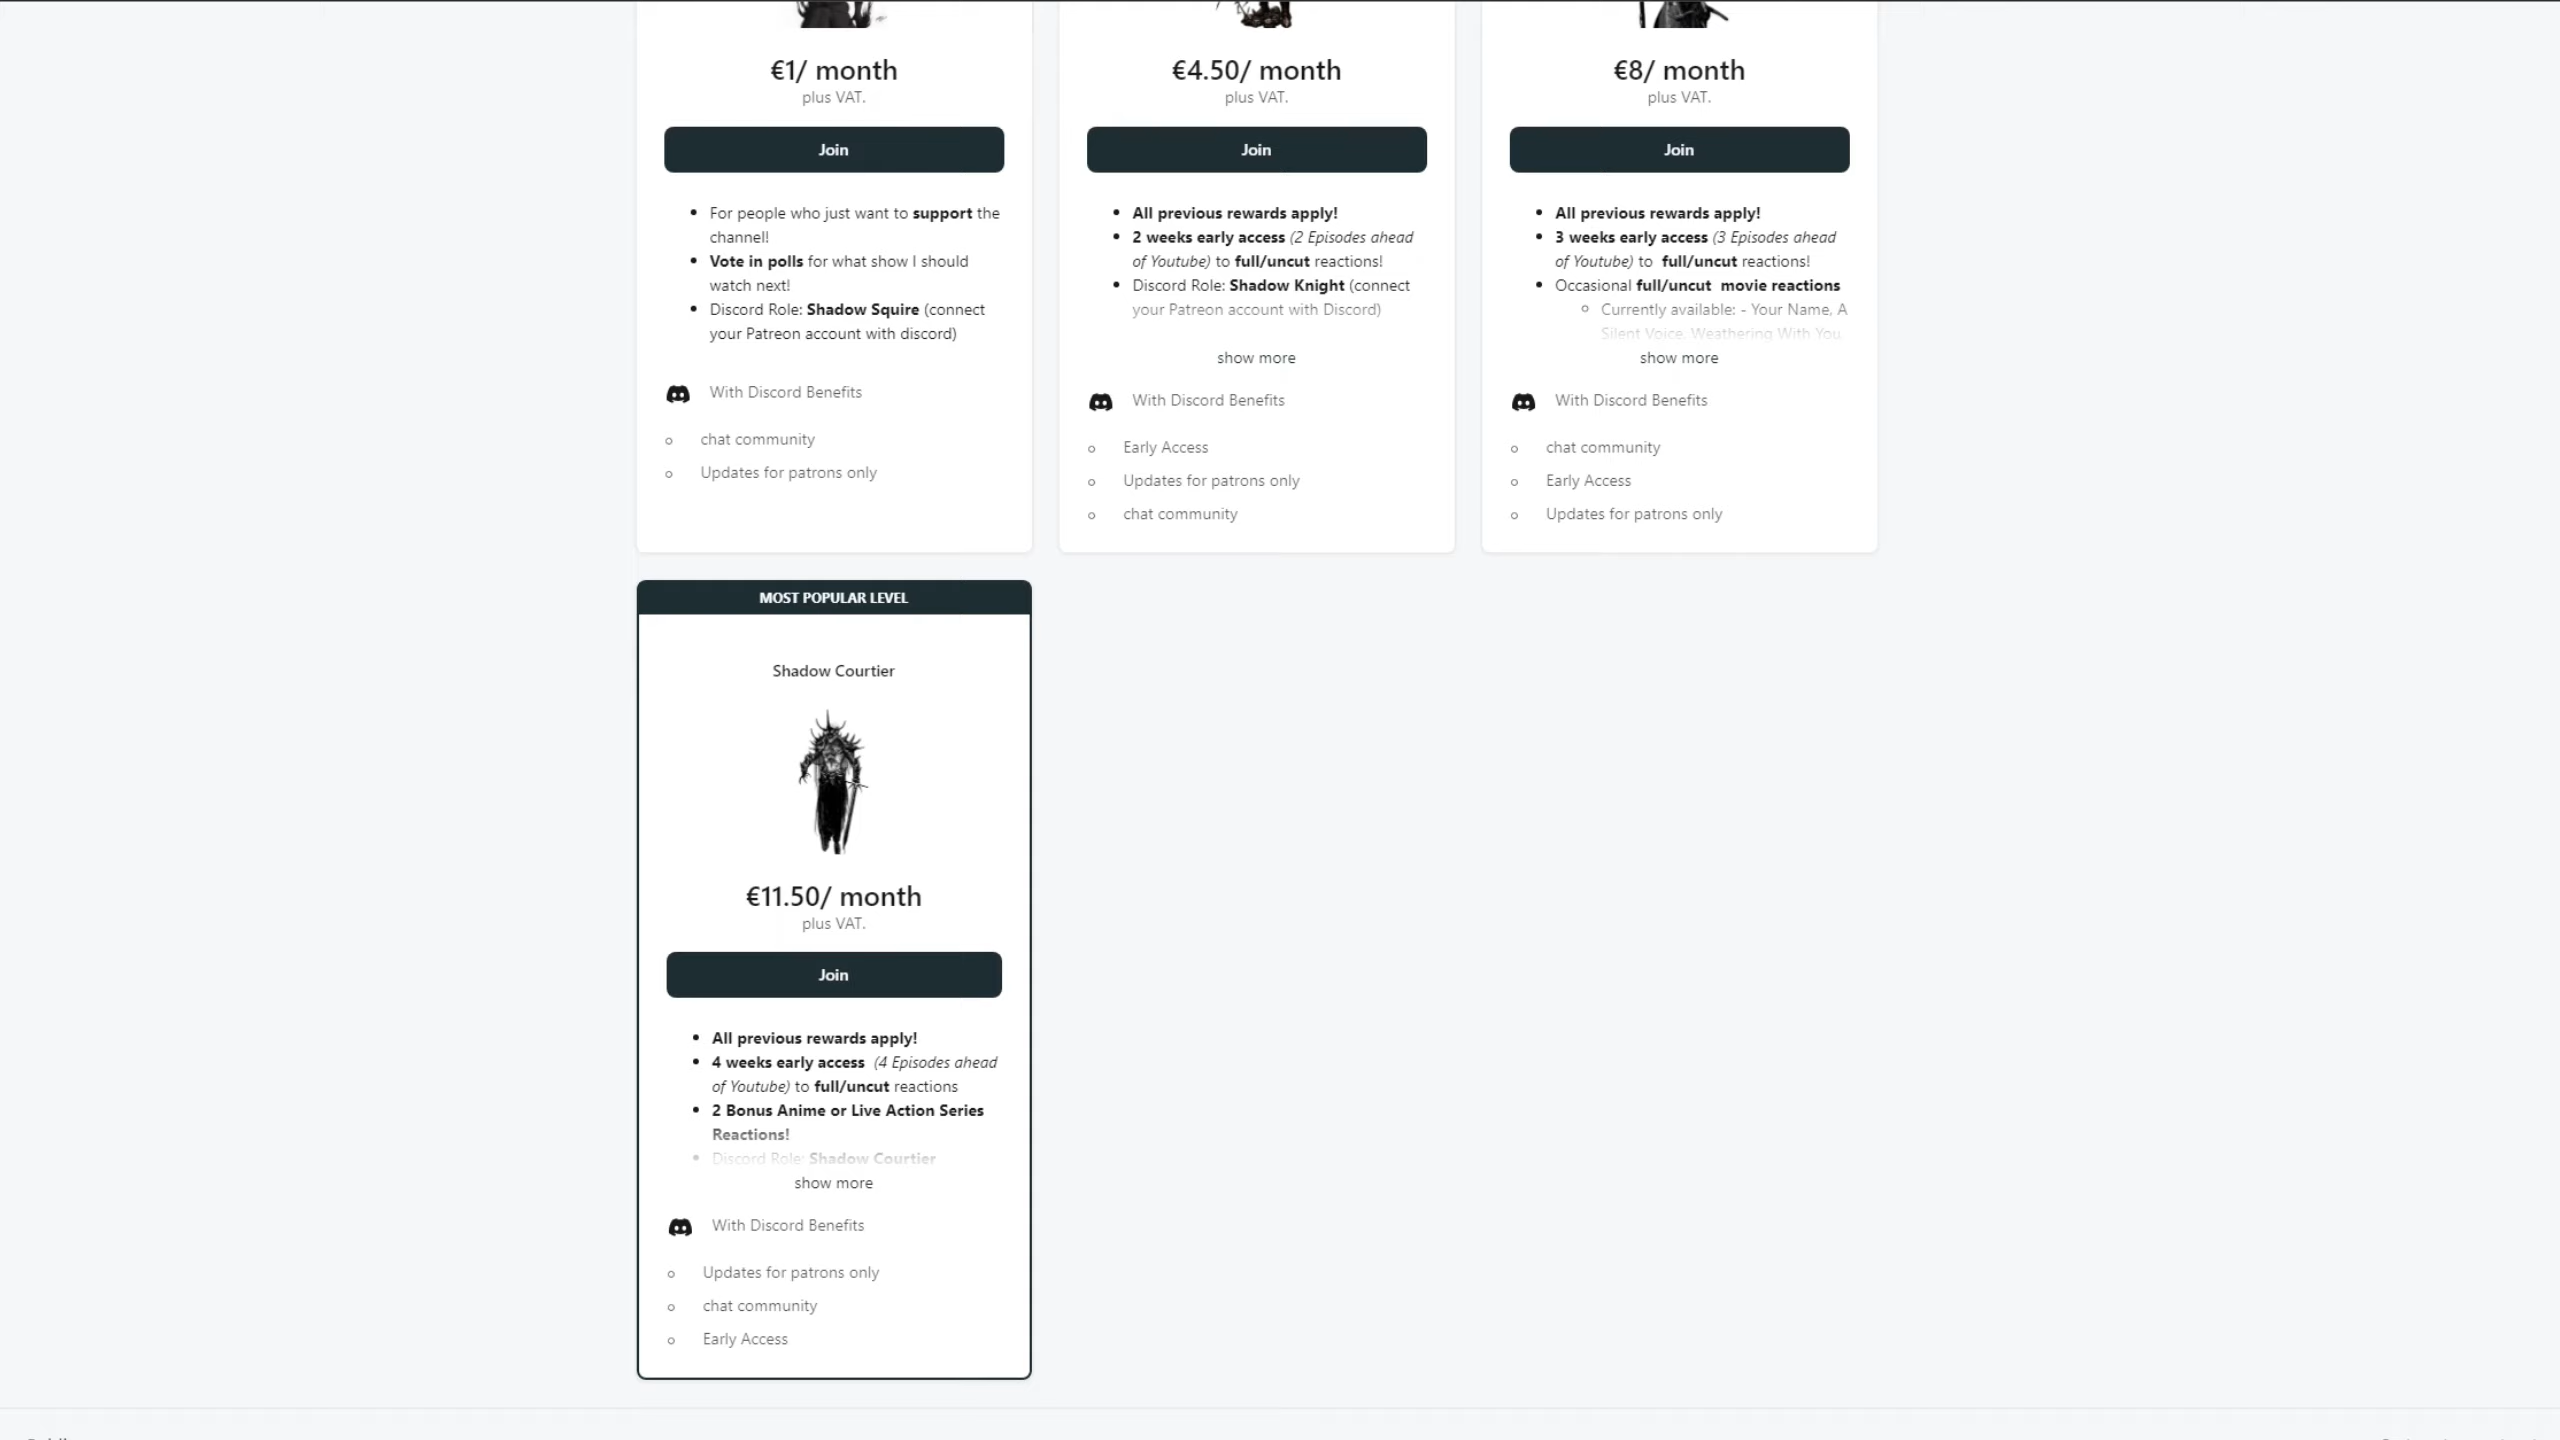 €1/ month
plus VAT.
Join
For people who just want to support the
channel!
Vote in polls for what show I should
watch next!
Discord Role: Shadow Squire (connect
your Patreon account with discord)
With Discord Benefits
chat community
Updates for patrons only
€4.50/ month
plus VAT.
Join
All previous rewards apply!
2 weeks early access (2 Episodes ahead
of Youtube) to full/uncut reactions!
Discord Role: Shadow Knight (connect
your Patreon account with Discord)
show more
With Discord Benefits
Early Access
Updates for patrons only
chat community
€8/ month
plus VAT.
Join
All previous rewards apply!
3 weeks early access (3 Episodes ahead
of Youtube) to full/uncut reactions!
Occasional full/uncut movie reactions
Currently available: - Your Name, A
Silent Voice, Weathering With You,
show more
With Discord Benefits
chat community
Early Access
Updates for patrons only
MOST POPULAR LEVEL
Shadow Courtier
€11.50/ month
plus VAT.
Join
All previous rewards apply!
4 weeks early access (4 Episodes ahead
of Youtube) to full/uncut reactions
2 Bonus Anime or Live Action Series
Reactions!
Discord Role: Shadow Courtier
show more
With Discord Benefits
Updates for patrons only
chat community
Early Access